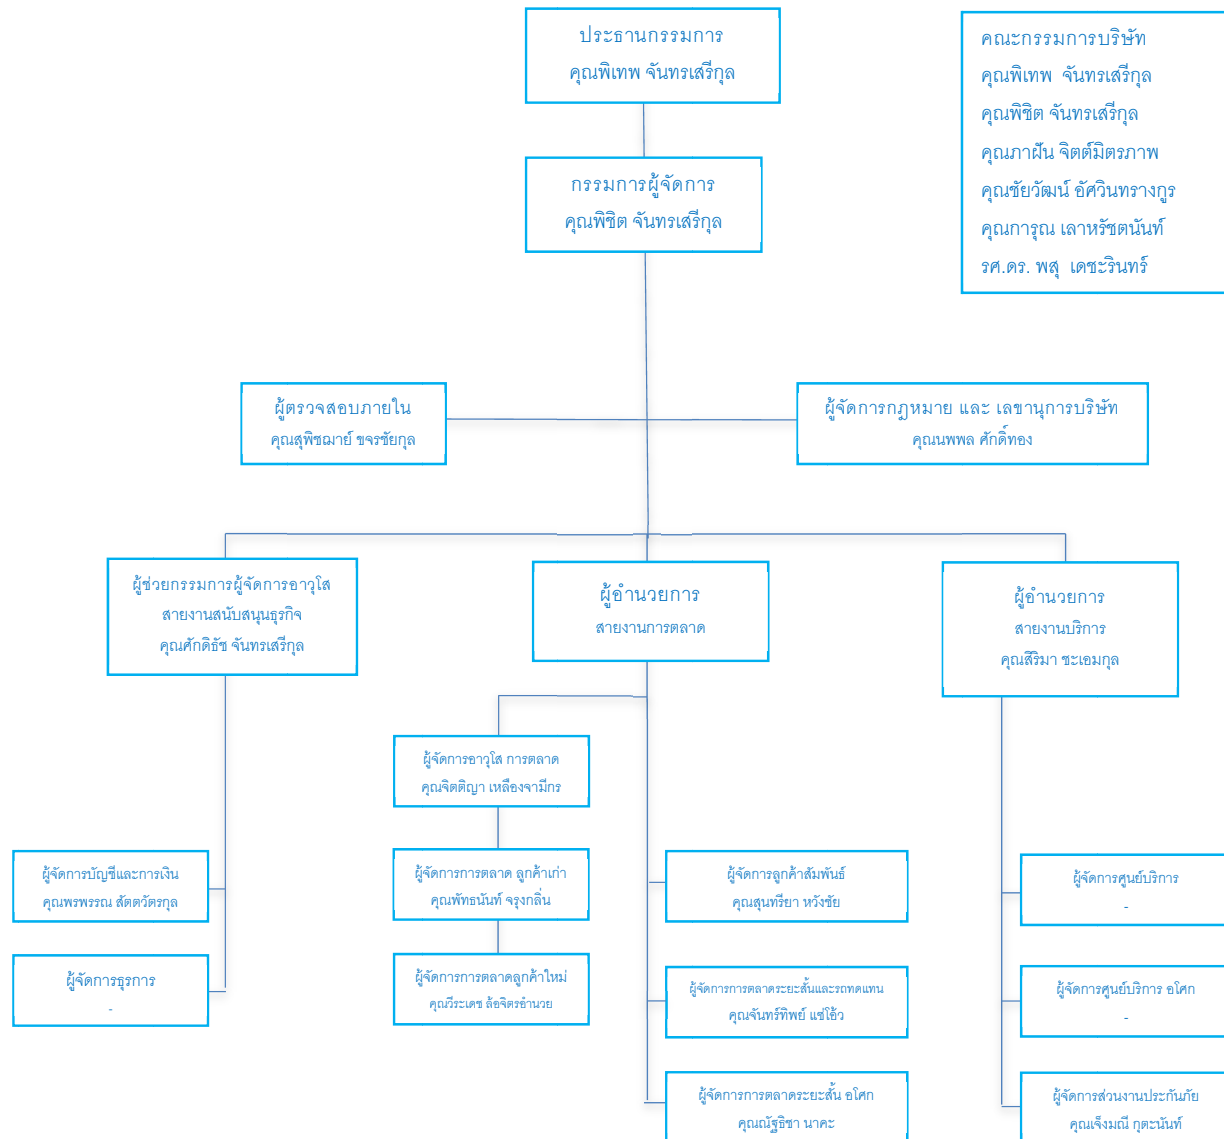 ประธานกรรมการ
คุณพิเทพ จันทรเสรีกุล
คณะกรรมการบริษัท
คุณพิเทพ จันทรเสรีกุล
คุณพิชิต จันทรเสรีกุล
คุณภาฝัน จิตต์มิตรภาพ
คุณชัยวัฒน์ อัศวินทรางกูร
คุณการุณ เลาหรัชตนันท์
รศ.ดร. พสุ เดชะรินทร์
กรรมการผู้จัดการ
คุณพิชิต จันทรเสรีกุล
ผู้ตรวจสอบภายใน
คุณสุพิชฌาย์ ขจรชัยกุล
ผู้จัดการกฎหมาย และ เลขานุการบริษัท
คุณนพพล ศักดิ์ทอง
ผู้ช่วยกรรมการผู้จัดการอาวุโส
สายงานสนับสนุนธุรกิจ
คุณศักดิธัช จันทรเสรีกุล
ผู้อำนวยการ
สายงานการตลาด
ผู้อำนวยการ
สายงานบริการ
คุณสิริมา ชะเอมกุล
ผู้จัดการอาวุโส การตลาด
คุณจิตติญา เหลืองจามีกร
ผู้จัดการบัญชีและการเงิน
คุณพรพรรณ สัตตวัตรกุล
ผู้จัดการการตลาด ลูกค้าเก่า
คุณพัทธนันท์ จรุงกลิ่น
ผู้จัดการลูกค้าสัมพันธ์
คุณสุนทรียา หวังชัย
ผู้จัดการศูนย์บริการ
-
ผู้จัดการธุรการ
-
ผู้จัดการการตลาดลูกค้าใหม่
คุณวีระเดช ล้อจิตรอำนวย
ผู้จัดการการตลาดระยะสั้นและรถทดแทน
คุณจันทร์ทิพย์ แซ่โอ้ว
ผู้จัดการศูนย์บริการ อโศก
-
ผู้จัดการการตลาดระยะสั้น อโศก
คุณณัฐธิชา นาคะ
ผู้จัดการส่วนงานประกันภัย
คุณเจ็งมณี กุตะนันท์